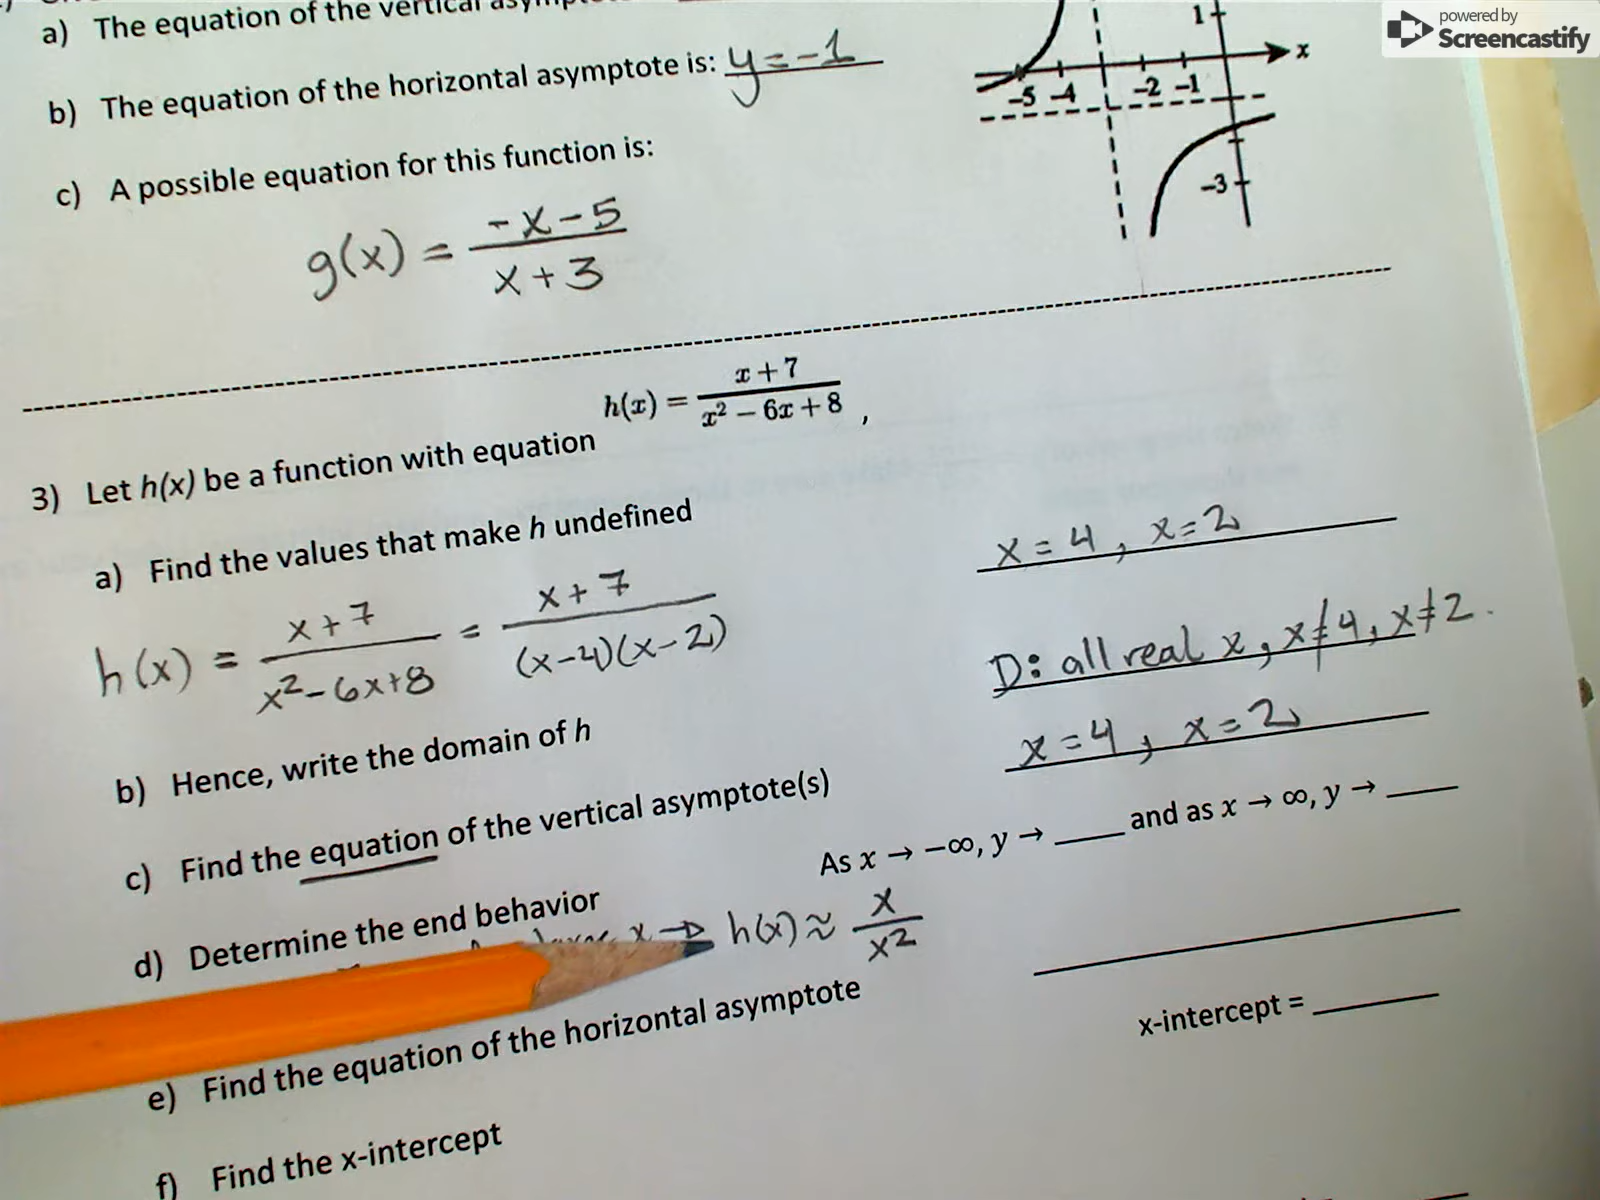 a) The equation of the vertical
powered by
Screencastify
b) The equation of the horizontal asymptote is: y = -1
c) A possible equation for this function is:
g(x) = -x-5 / x+3
1
x
-5 -4 -2 -1
-3
h(x) = x + 7 / x² - 6x + 8 ,
3) Let h(x) be a function with equation
a) Find the values that make h undefined
x = 4 , x = 2
h(x) = x + 7 / x² - 6x + 8 = x + 7 / (x-4)(x-2)
b) Hence, write the domain of h
D: all real x, x≠4, x≠2.
c) Find the equation of the vertical asymptote(s)
x = 4 , x = 2
d) Determine the end behavior
As x → -∞, y → ____ and as x → ∞, y → ____
x → h(x) ≈ x / x²
e) Find the equation of the horizontal asymptote
f) Find the x-intercept
x-intercept = ____